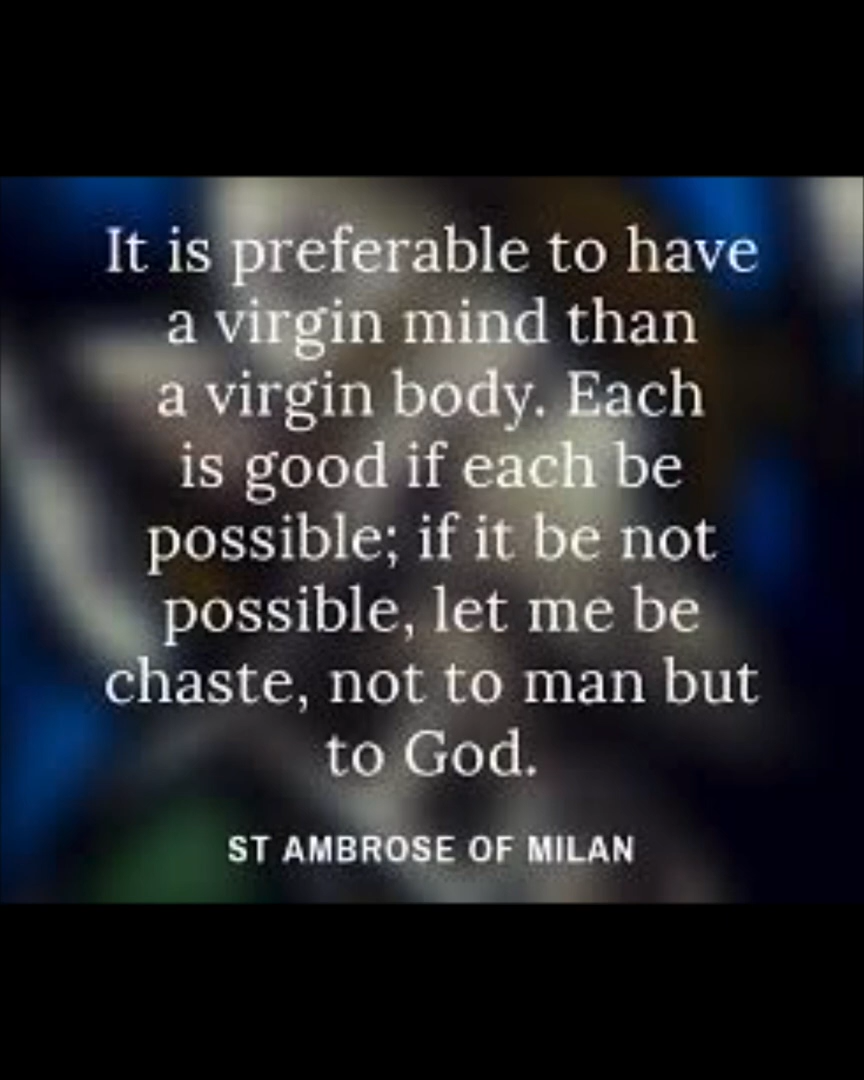 It is preferable to have
a virgin mind than
a virgin body. Each
is good if each be
possible; if it be not
possible, let me be
chaste, not to man but
to God.
ST AMBROSE OF MILAN